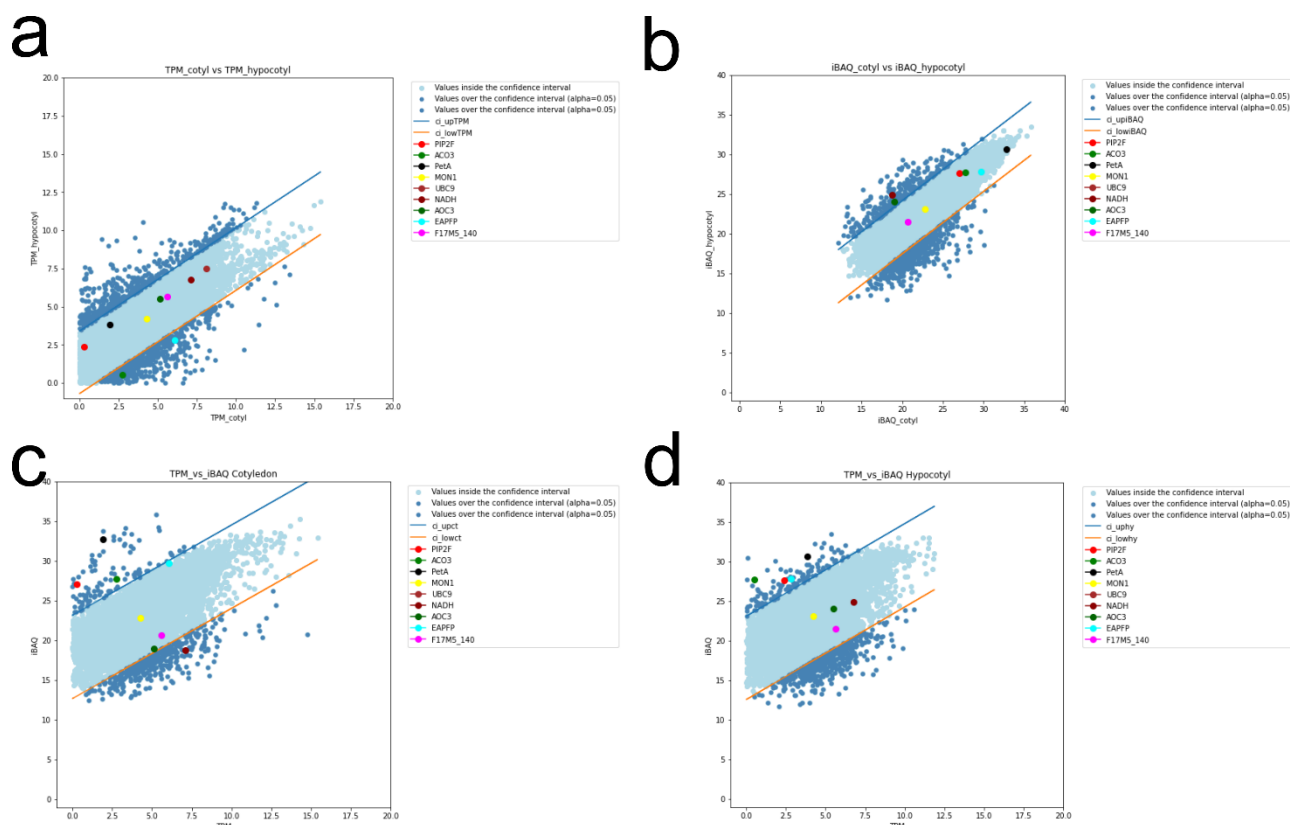 a
TPM_cotyl vs TPM_hypocotyl
20.0
17.5
15.0
12.5
10.0
7.5
5.0
2.5
0.0
TPM_hypocotyl
0.0 2.5 5.0 7.5 10.0 12.5 15.0 17.5 20.0
TPM_cotyl
Values inside the confidence interval
Values over the confidence interval (alpha=0.05)
Values over the confidence interval (alpha=0.05)
ci_upTPM
ci_lowTPM
PIP2F
ACO3
PetA
MON1
UBC9
NADH
AOC3
EAPFP
F17M5_140
b
iBAQ_cotyl vs iBAQ_hypocotyl
40
35
30
25
20
15
10
5
0
iBAQ_hypocotyl
0 5 10 15 20 25 30 35 40
iBAQ_cotyl
Values inside the confidence interval
Values over the confidence interval (alpha=0.05)
Values over the confidence interval (alpha=0.05)
ci_upiBAQ
ci_lowiBAQ
PIP2F
ACO3
PetA
MON1
UBC9
NADH
AOC3
EAPFP
F17M5_140
c
TPM_vs_iBAQ Cotyledon
40
35
30
25
20
15
10
5
0
iBAQ
0.0 2.5 5.0 7.5 10.0 12.5 15.0 17.5 20.0
TPM
Values inside the confidence interval
Values over the confidence interval (alpha=0.05)
Values over the confidence interval (alpha=0.05)
ci_upct
ci_lowct
PIP2F
ACO3
PetA
MON1
UBC9
NADH
AOC3
EAPFP
F17M5_140
d
TPM_vs_iBAQ Hypocotyl
40
35
30
25
20
15
10
5
0
iBAQ
0.0 2.5 5.0 7.5 10.0 12.5 15.0 17.5 20.0
TPM
Values inside the confidence interval
Values over the confidence interval (alpha=0.05)
Values over the confidence interval (alpha=0.05)
ci_uphy
ci_lowhy
PIP2F
ACO3
PetA
MON1
UBC9
NADH
AOC3
EAPFP
F17M5_140